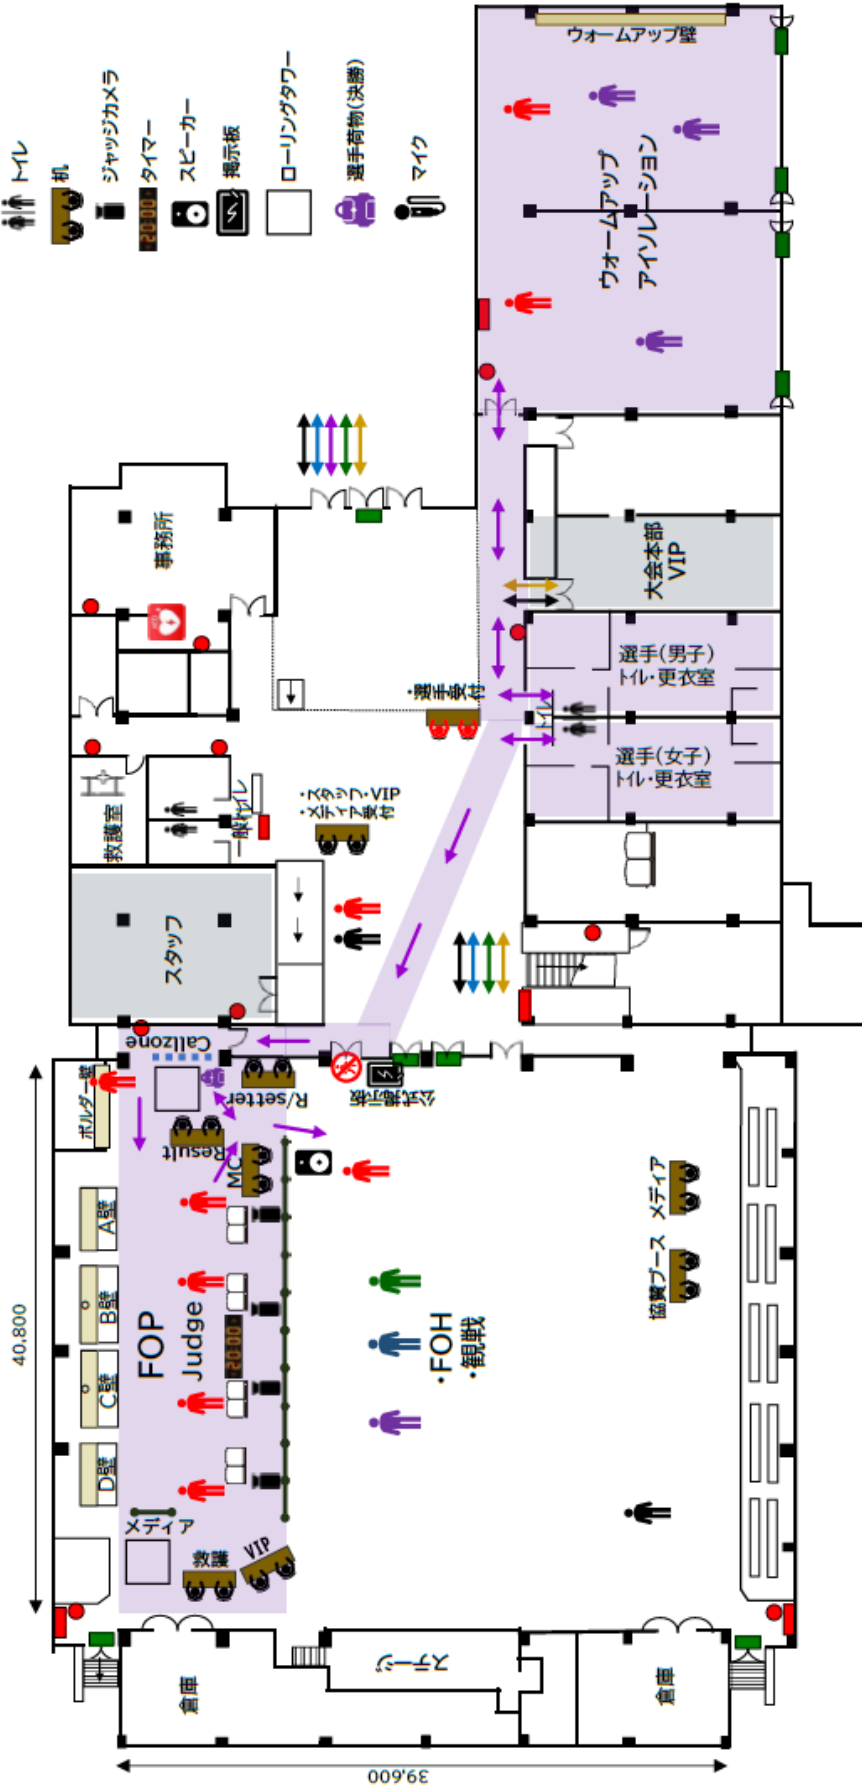 トイレ
机
ジャッジカメラ
20:00
タイマー
スピーカー
掲示板
ローリングタワー
選手荷物(決勝)
マイク
ウォームアップ壁
ウォームアップ
アイソレーション
事務所
大会本部
VIP
選手(男子)
トイレ・更衣室
・選手受付
トイレ
選手(女子)
トイレ・更衣室
救護室
一般トイレ
・スタッフ・VIP
・メディア受付
スタッフ
Callzone
ボルダー壁
R/setter
公式掲示板
Result
MC
A壁
B壁
C壁
D壁
FOP
Judge
20:00
・FOH
・観戦
メディア
協賛ブース
メディア
救護
VIP
40,800
倉庫
ステージ
倉庫
39,600